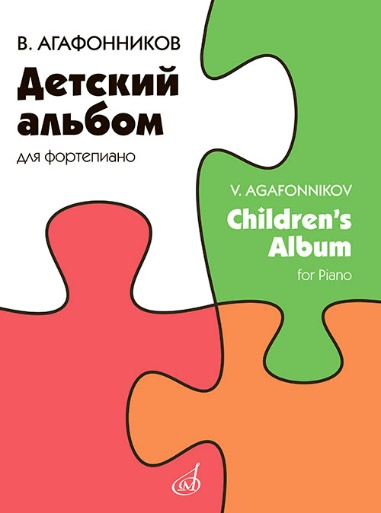 В. АГАФОННИКОВ
Детский
альбом
для фортепиано
V. AGAFONNIKOV
Children's
Album
for Piano